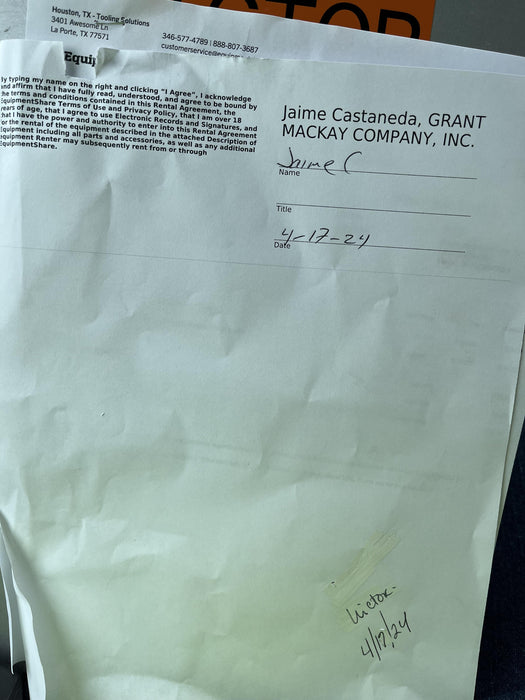 Houston, TX - Tooling Solutions
3401 Awesome Ln
La Porte, TX 77571
346-577-4789 | 888-807-3687
Equip
By typing my name on the right and clicking "I Agree", I acknowledge
and affirm that I have fully read, understood, and agree to be bound by
the terms and conditions contained in this Rental Agreement, the
EquipmentShare Terms of Use and Privacy Policy, that I am over 18
years of age, that I agree to use Electronic Records and Signatures, and
that I have the power and authority to enter into this Rental Agreement
for the rental of the equipment described in the attached Description of
Equipment including all parts and accessories, as well as any additional
Equipment Renter may subsequently rent from or through
EquipmentShare.
Jaime Castaneda, GRANT
MACKAY COMPANY, INC.
Jaime C
Name
Title
4-17-24
Date
Victor.
4/17/24